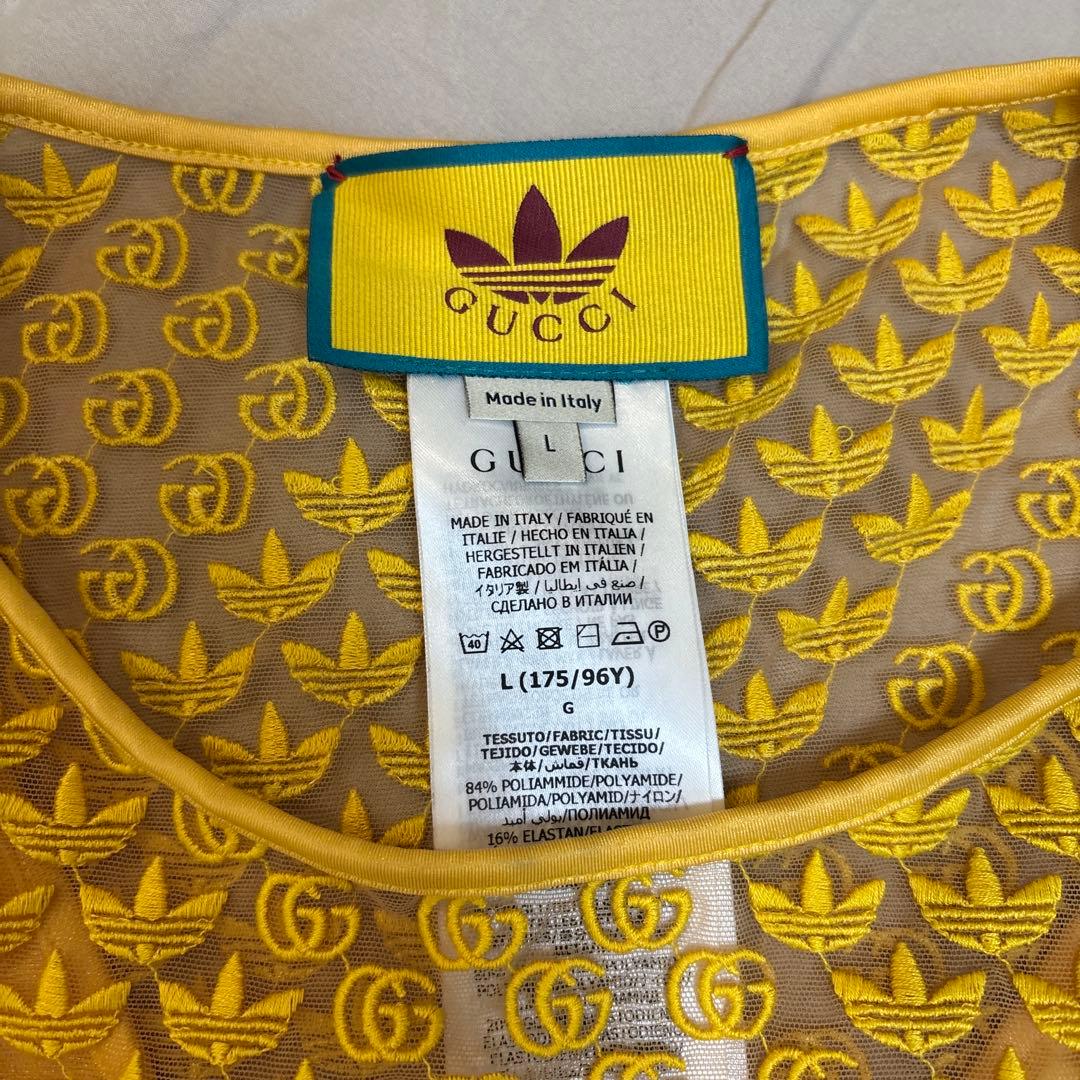 GUCCI
Made in Italy
L
GUCCI
MADE IN ITALY / FABRIQUÉ EN
ITALIE / HECHO EN ITALIA /
HERGESTELLT IN ITALIEN /
FABRICADO EM ITÁLIA /
イタリア製 / صنع في إيطاليا /
СДЕЛАНО В ИТАЛИИ
40 P
L (175/96Y)
G
TESSUTO/FABRIC/TISSU/
TEJIDO/GEWEBE/TECIDO/
本体/قماش/ТКАНЬ
84% POLIAMMIDE/POLYAMIDE/
POLIAMIDA/POLYAMID/ナイロン/
بولي أميد/ПОЛИАМИД
16% ELASTAN/